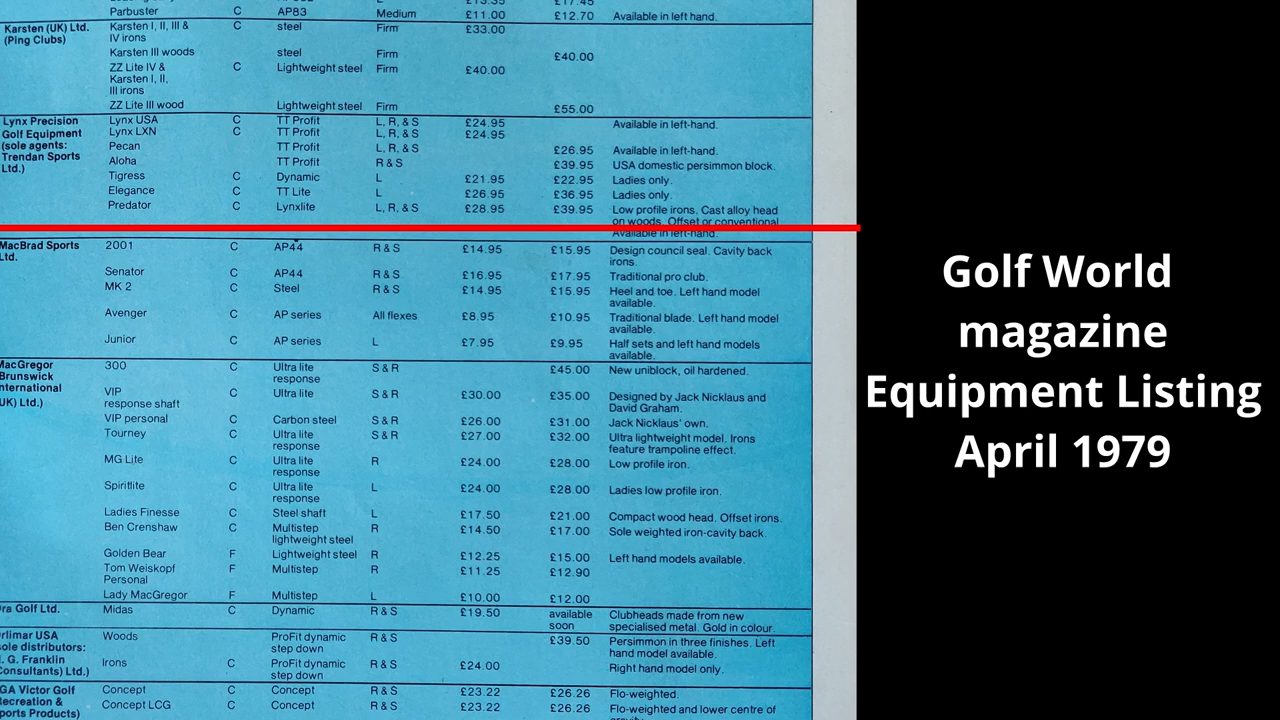 Parbuster C AP83 Medium £11.00 £12.70 Available in left hand.
Karsten (UK) Ltd. Karsten I, II, III & C steel Firm £33.00
(Ping Clubs) IV irons
Karsten III woods steel Firm £40.00
ZZ Lite IV & C Lightweight steel Firm £40.00
Karsten I, II,
III irons
ZZ Lite III wood Lightweight steel Firm £55.00
Lynx Precision Lynx USA C TT Profit L, R, & S £24.95 Available in left-hand.
Golf Equipment Lynx LXN C TT Profit L, R, & S £24.95
(sole agents: Pecan TT Profit L, R, & S £26.95 Available in left-hand.
Trendan Sports Aloha TT Profit R & S £39.95 USA domestic persimmon block.
Ltd.) Tigress C Dynamic L £21.95 £22.95 Ladies only.
Elegance C TT Lite L £26.95 £36.95 Ladies only.
Predator C Lynxlite L, R, & S £28.95 £39.95 Low profile irons. Cast alloy head
on woods. Offset or conventional
Available in left-hand.
MacBrad Sports 2001 C AP44 R & S £14.95 £15.95 Design council seal. Cavity back
Ltd. irons.
Senator C AP44 R & S £16.95 £17.95 Traditional pro club.
MK 2 C Steel R & S £14.95 £15.95 Heel and toe. Left hand model
available.
Avenger C AP series All flexes £8.95 £10.95 Traditional blade. Left hand model
available.
Junior C AP series L £7.95 £9.95 Half sets and left hand models
available.
MacGregor 300 C Ultra lite S & R £45.00 New uniblock, oil hardened.
Brunswick response
nternational VIP C Ultra lite S & R £30.00 £35.00 Designed by Jack Nicklaus and
UK) Ltd.) response shaft David Graham.
VIP personal C Carbon steel S & R £26.00 £31.00 Jack Nicklaus' own.
Tourney C Ultra lite S & R £27.00 £32.00 Ultra lightweight model. Irons
response feature trampoline effect.
MG Lite C Ultra lite R £24.00 £28.00 Low profile iron.
response
Spiritlite C Ultra lite L £24.00 £28.00 Ladies low profile iron.
response
Ladies Finesse C Steel shaft L £17.50 £21.00 Compact wood head. Offset irons.
Ben Crenshaw C Multistep R £14.50 £17.00 Sole weighted iron-cavity back.
lightweight steel
Golden Bear F Lightweight steel R £12.25 £15.00 Left hand models available.
Tom Weiskopf F Multistep R £11.25 £12.90
Personal
Lady MacGregor F Multistep L £10.00 £12.00
ra Golf Ltd. Midas C Dynamic R & S £19.50 available Clubheads made from new
soon specialised metal. Gold in colour.
rlimar USA Woods ProFit dynamic R & S £39.50 Persimmon in three finishes. Left
ole distributors: step down hand model available.
. G. Franklin Irons C ProFit dynamic R & S £24.00 Right hand model only.
Consultants) Ltd.) step down
GA Victor Golf Concept C Concept R & S £23.22 £26.26 Flo-weighted.
ecreation & Concept LCG C Concept R & S £23.22 £26.26 Flo-weighted and lower centre of
ports Products)
Golf World
magazine
Equipment Listing
April 1979